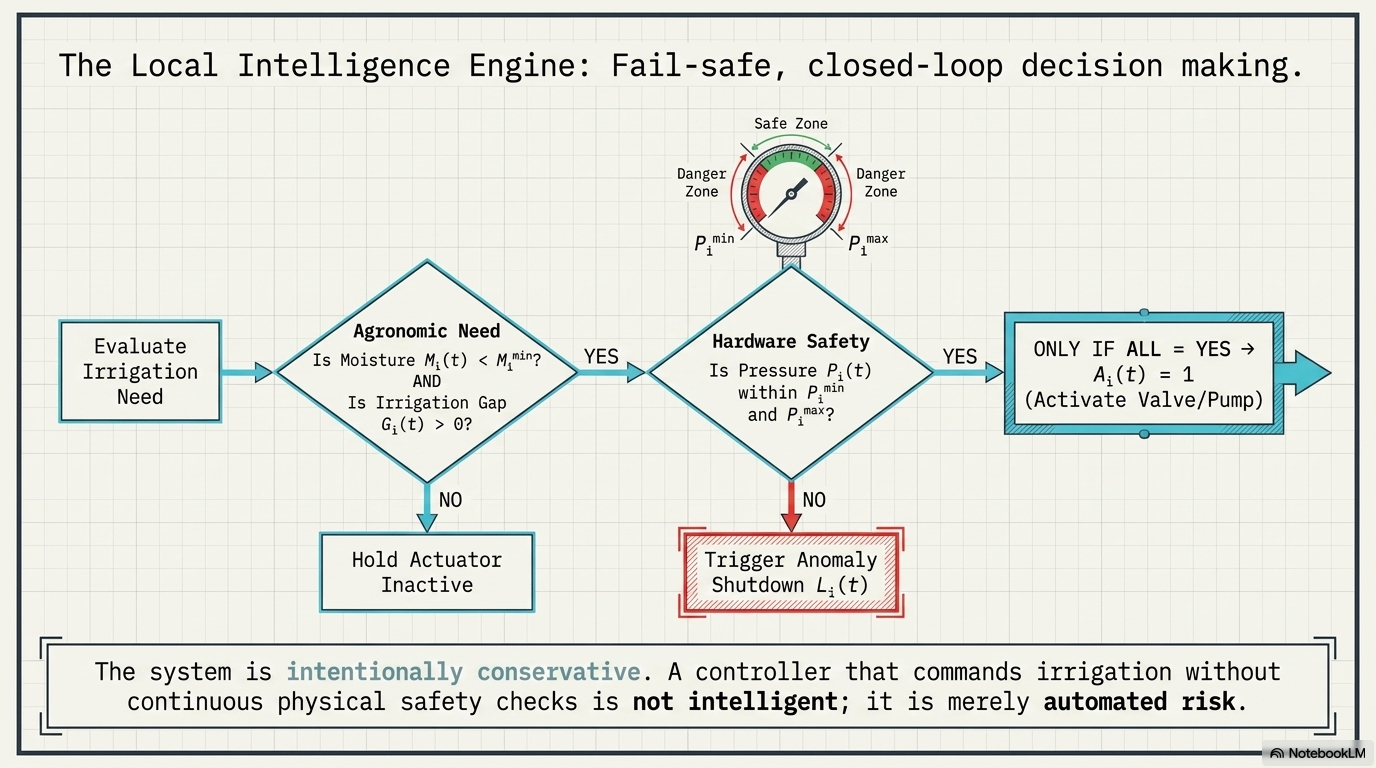 The Local Intelligence Engine: Fail-safe, closed-loop decision making.
Safe Zone
Danger
Zone
Danger
Zone
Pᵢᵐⁱⁿ
Pᵢᵐᵃˣ
Evaluate
Irrigation
Need
Agronomic Need
Is Moisture Mᵢ(t) < Mᵢᵐⁱⁿ?
AND
Is Irrigation Gap
Gᵢ(t) > 0?
YES
NO
Hold Actuator
Inactive
Hardware Safety
Is Pressure Pᵢ(t)
within Pᵢᵐⁱⁿ
and Pᵢᵐᵃˣ?
YES
NO
Trigger Anomaly
Shutdown Lᵢ(t)
ONLY IF ALL = YES →
Aᵢ(t) = 1
(Activate Valve/Pump)
The system is intentionally conservative. A controller that commands irrigation without
continuous physical safety checks is not intelligent; it is merely automated risk.
NotebookLM